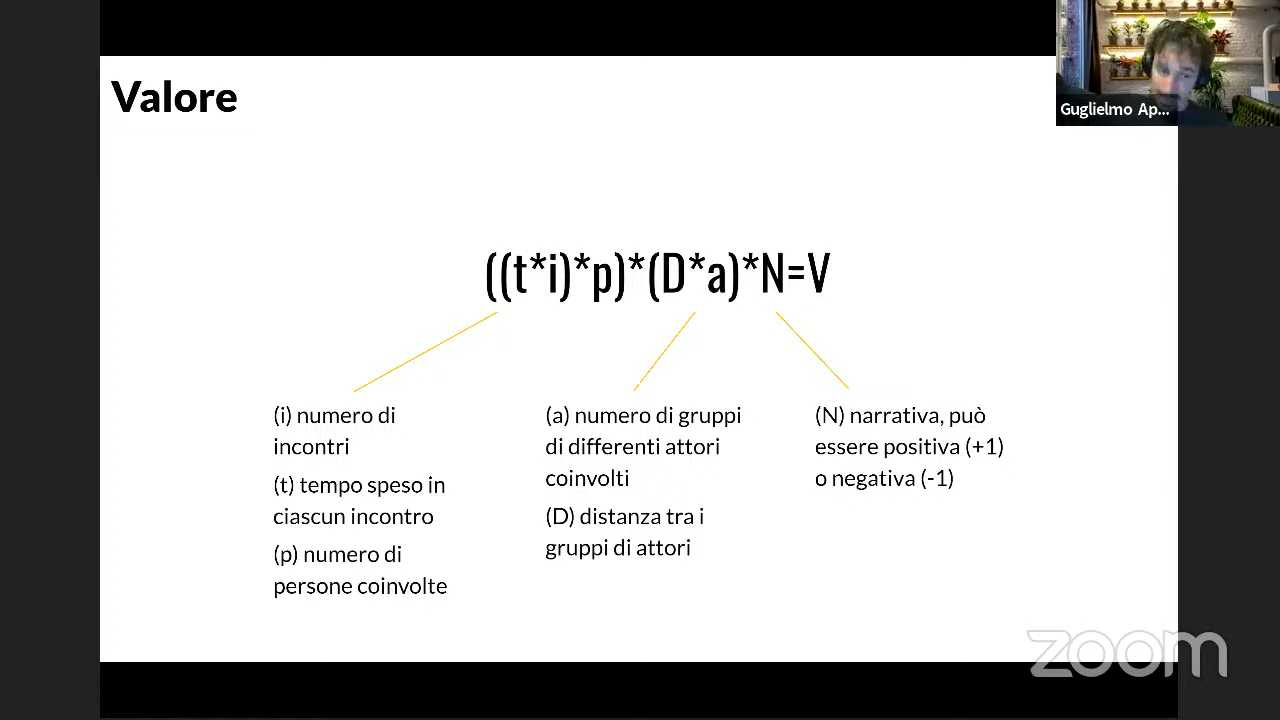 Valore
Guglielmo Ap...
((t*i)*p)*(D*a)*N=V
(i) numero di
incontri
(t) tempo speso in
ciascun incontro
(p) numero di
persone coinvolte
(a) numero di gruppi
di differenti attori
coinvolti
(D) distanza tra i
gruppi di attori
(N) narrativa, può
essere positiva (+1)
o negativa (-1)
zoom